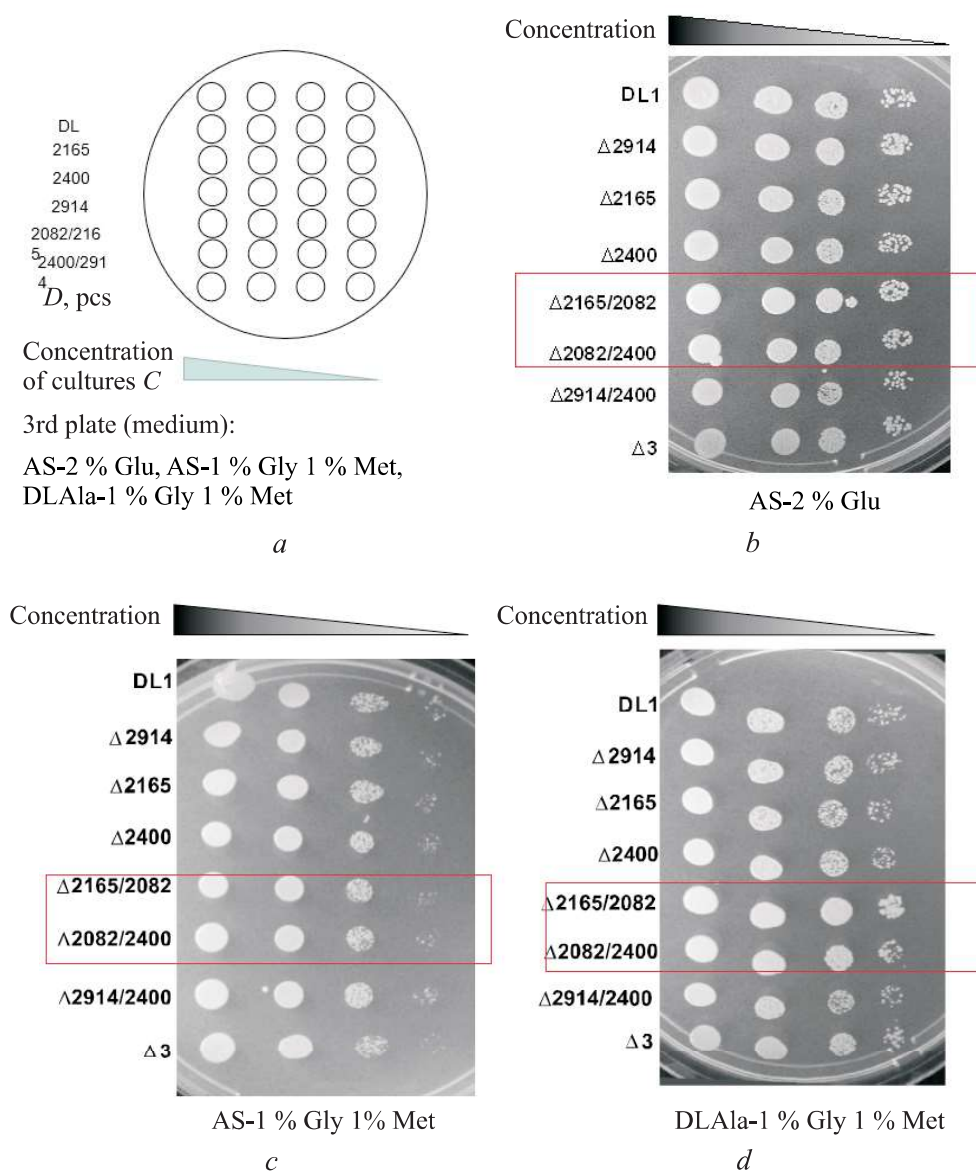 Concentration
DL
2165
2400
2914
2082/216
5
2400/291
4
D, pcs
Concentration
of cultures C
3rd plate (medium):
AS-2 % Glu, AS-1 % Gly 1 % Met,
DLAla-1 % Gly 1 % Met
a
DL1
Δ2914
Δ2165
Δ2400
Δ2165/2082
Δ2082/2400
Δ2914/2400
Δ3
AS-2 % Glu
b
Concentration
DL1
Δ2914
Δ2165
Δ2400
Δ2165/2082
Λ2082/2400
Λ2914/2400
Δ3
AS-1 % Gly 1% Met
c
Concentration
DL1
Δ2914
Δ2165
Δ2400
Δ2165/2082
Δ2082/2400
Δ2914/2400
Δ3
DLAla-1 % Gly 1 % Met
d